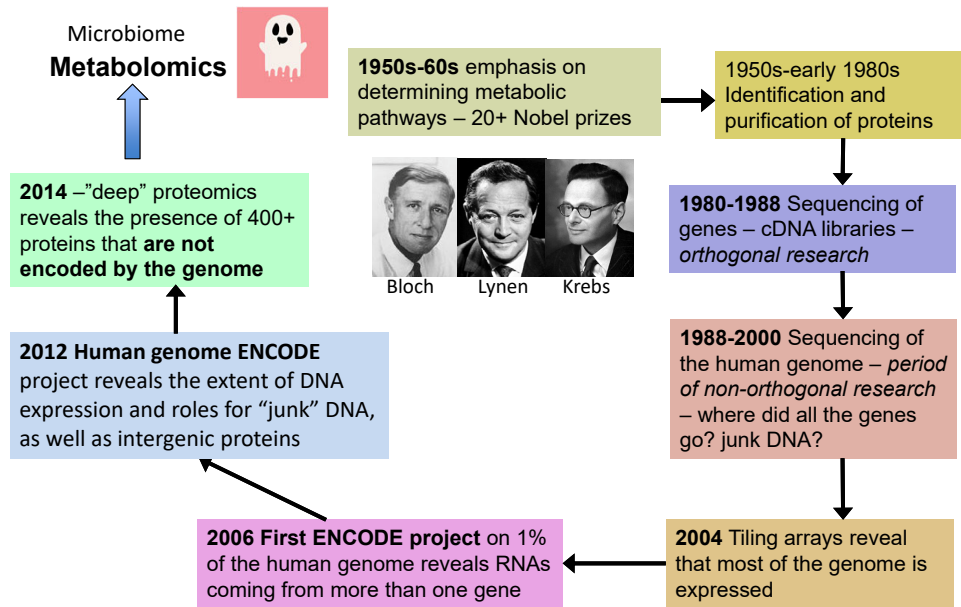 Microbiome
Metabolomics
1950s-60s emphasis on
determining metabolic
pathways – 20+ Nobel prizes
1950s-early 1980s
Identification and
purification of proteins
Bloch
Lynen
Krebs
1980-1988 Sequencing of
genes – cDNA libraries –
orthogonal research
1988-2000 Sequencing of
the human genome – period
of non-orthogonal research
– where did all the genes
go? junk DNA?
2004 Tiling arrays reveal
that most of the genome is
expressed
2006 First ENCODE project on 1%
of the human genome reveals RNAs
coming from more than one gene
2012 Human genome ENCODE
project reveals the extent of DNA
expression and roles for “junk” DNA,
as well as intergenic proteins
2014 –”deep” proteomics
reveals the presence of 400+
proteins that are not
encoded by the genome